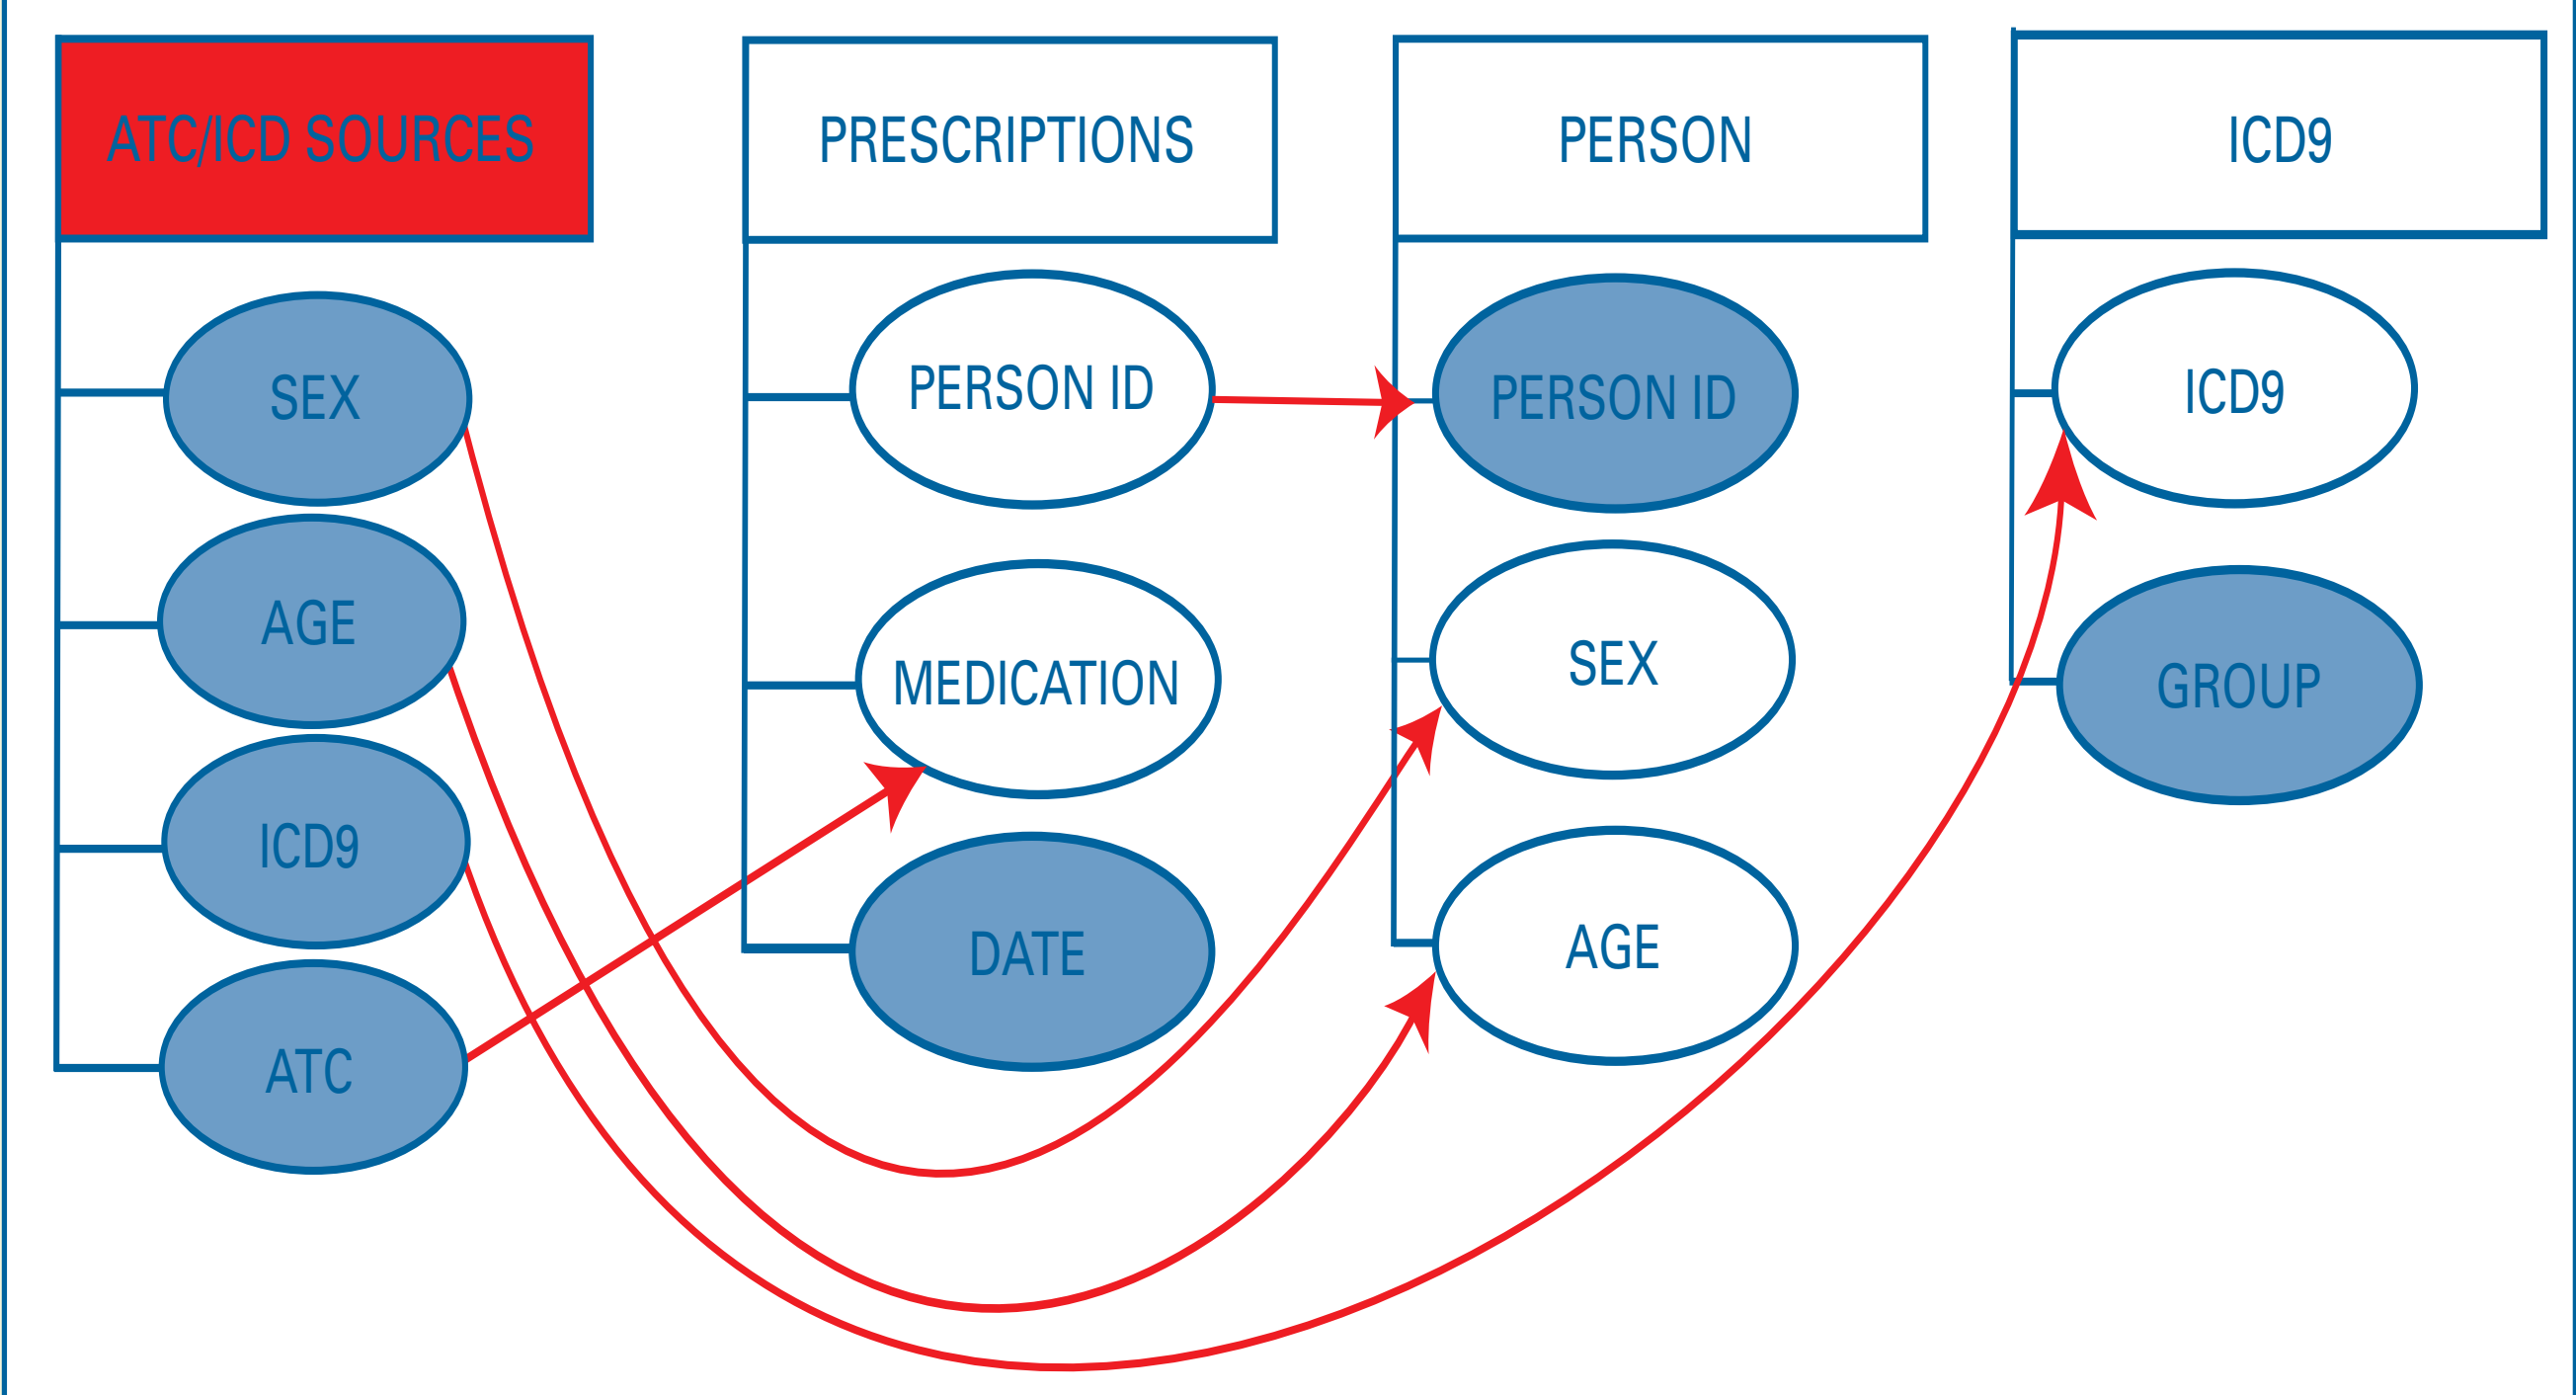 ATC/ICD SOURCES
SEX
AGE
ICD9
ATC
PRESCRIPTIONS
PERSON ID
MEDICATION
DATE
PERSON
PERSON ID
SEX
AGE
ICD9
ICD9
GROUP